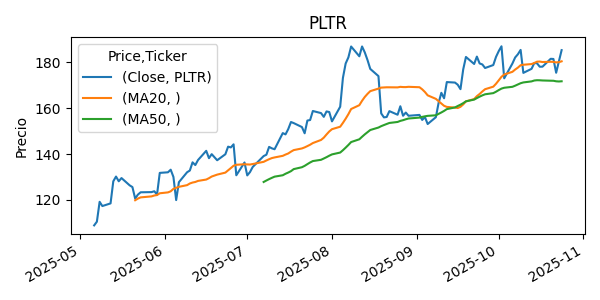 PLTR
Price,Ticker
(Close, PLTR)
(MA20, )
(MA50, )
Precio
180
160
140
120
2025-05
2025-06
2025-07
2025-08
2025-09
2025-10
2025-11